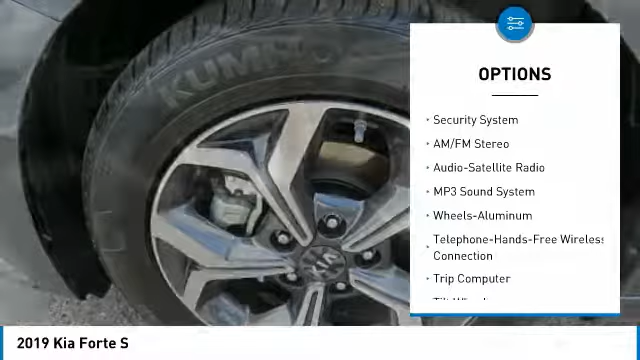 KUMHO
OPTIONS
Security System
AM/FM Stereo
Audio-Satellite Radio
MP3 Sound System
Wheels-Aluminum
Telephone-Hands-Free Wireless
Connection
Trip Computer
KIA
2019 Kia Forte S